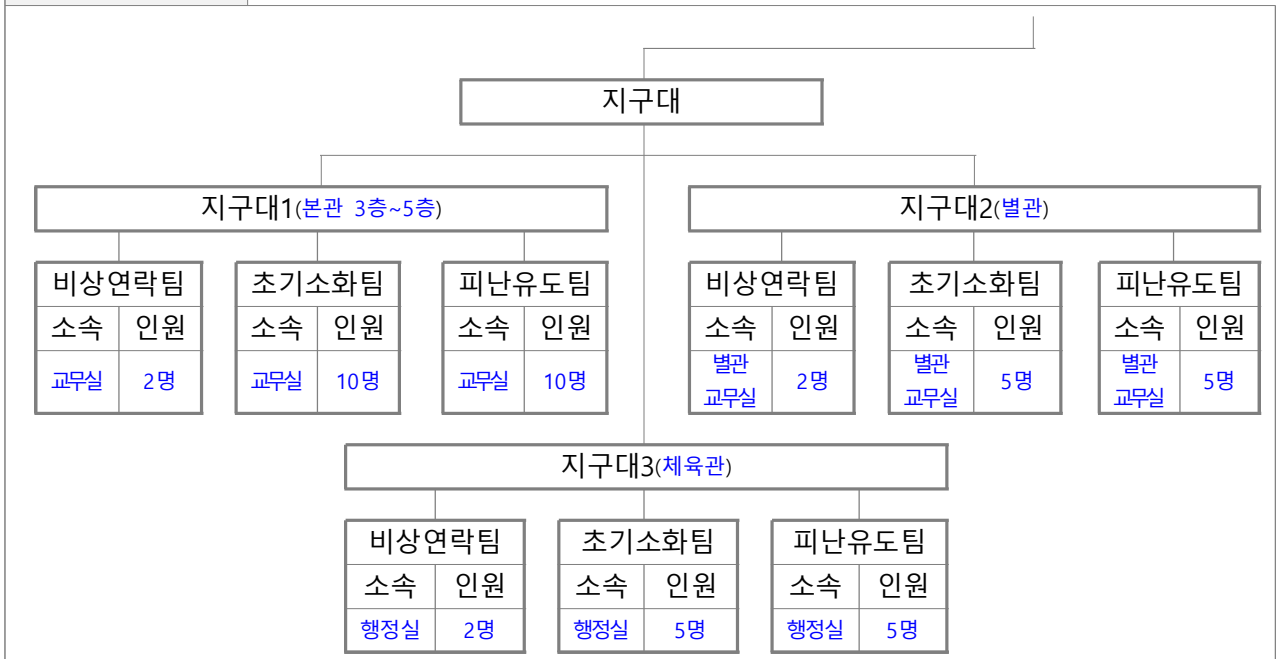 지구대
지구대1(본관 3층~5층)
비상연락팀 초기소화팀 피난유도팀
소속 인원 소속 인원 소속 인원
교무실 2명 교무실 10명 교무실 10명
지구대2(별관)
비상연락팀 초기소화팀 피난유도팀
소속 인원 소속 인원 소속 인원
별관 별관 별관
교무실 2명 교무실 5명 교무실 5명
지구대3(체육관)
비상연락팀 초기소화팀 피난유도팀
소속 인원 소속 인원 소속 인원
행정실 2명 행정실 5명 행정실 5명